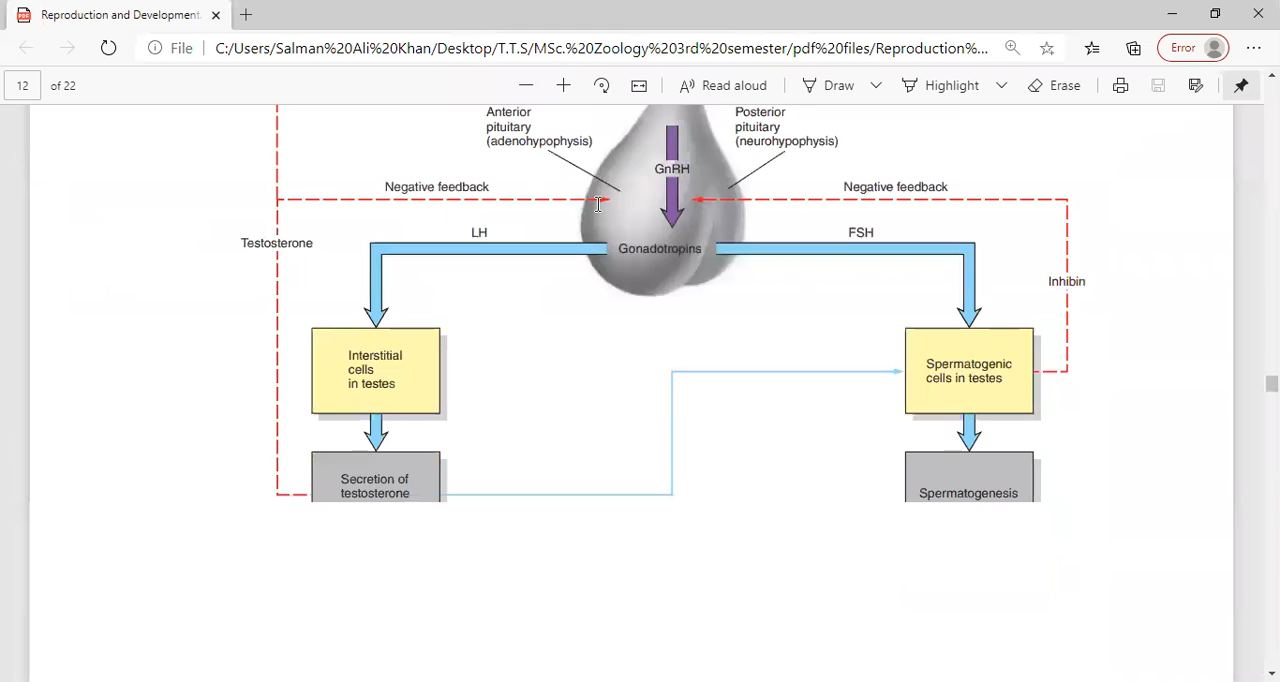 Reproduction and Development
File
C:/Users/Salman%20Ali%20Khan/Desktop/T.T.S/MSc.%20Zoology%203rd%20semester/pdf%20files/Reproduction%...
Error
12 of 22
Read aloud
Draw
Highlight
Erase
Anterior
pituitary
(adenohypophysis)
Posterior
pituitary
(neurohypophysis)
GnRH
Negative feedback
Negative feedback
Testosterone
LH
Gonadotropins
FSH
Inhibin
Interstitial
cells
in testes
Spermatogenic
cells in testes
Secretion of
testosterone
Spermatogenesis